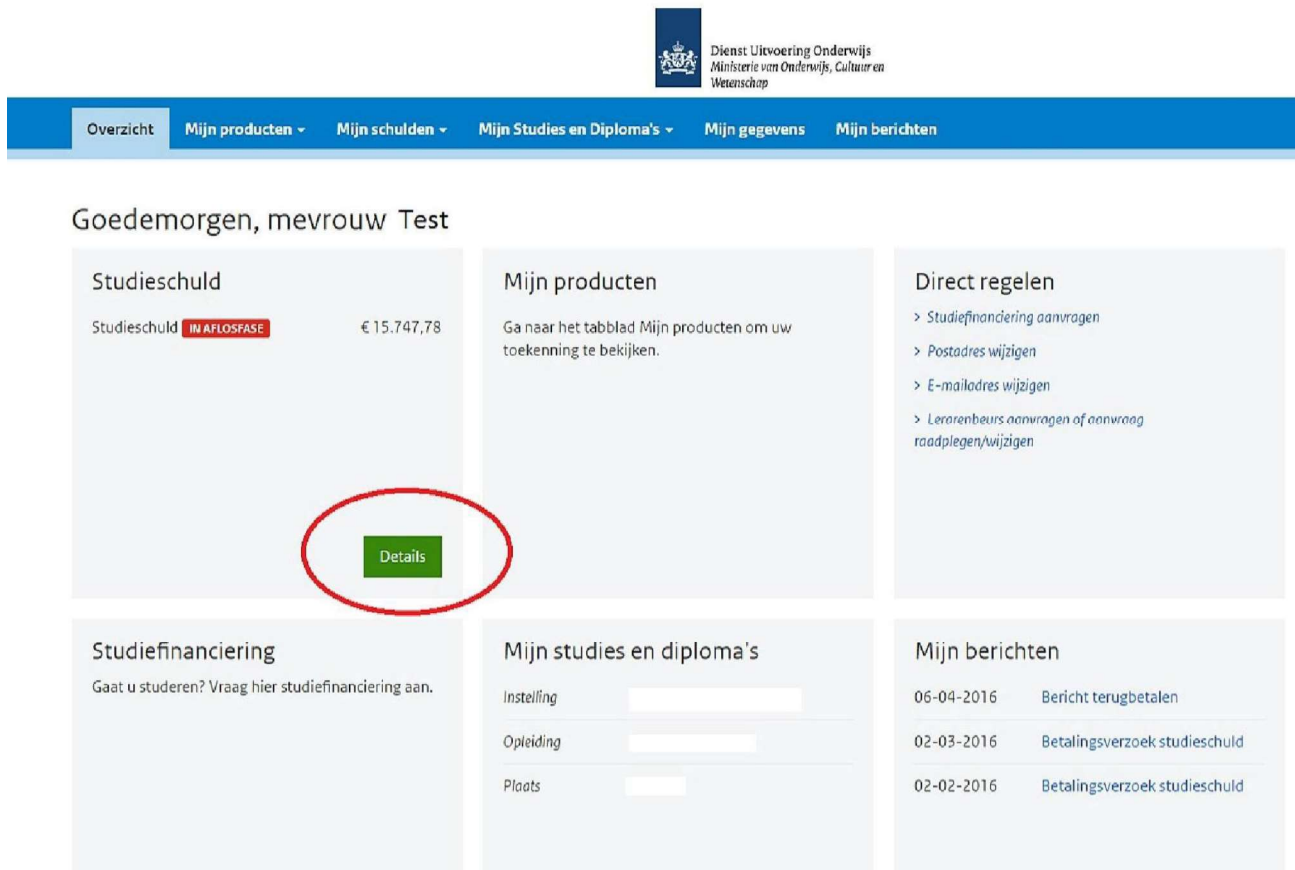 Dienst Uitvoering Onderwijs
Ministerie van Onderwijs, Cultuur en
Wetenschap
Overzicht
Mijn producten
Mijn schulden
Mijn Studies en Diploma's
Mijn gegevens
Mijn berichten
Goedemorgen, mevrouw Test
Studieschuld
Studieschuld IN AFLOSFASE € 15.747,78
Details
Mijn producten
Ga naar het tabblad Mijn producten om uw
toekenning te bekijken.
Direct regelen
> Studiefinanciering aanvragen
> Postadres wijzigen
> E-mailadres wijzigen
> Lerarenbeurs aanvragen of aanvraag
raadplegen/wijzigen
Studiefinanciering
Gaat u studeren? Vraag hier studiefinanciering aan.
Mijn studies en diploma's
Instelling
Opleiding
Plaats
Mijn berichten
06-04-2016 Bericht terugbetalen
02-03-2016 Betalingsverzoek studieschuld
02-02-2016 Betalingsverzoek studieschuld